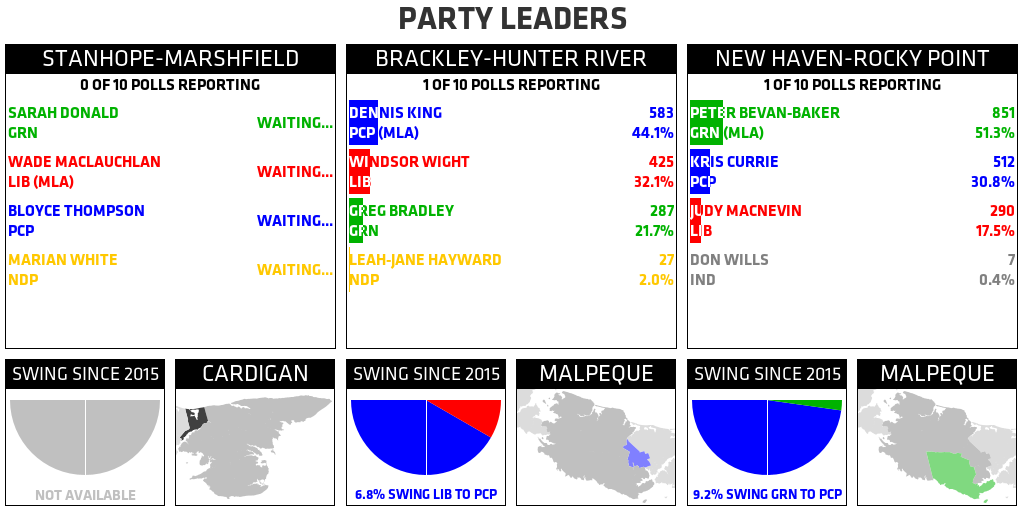 PARTY LEADERS
STANHOPE-MARSHFIELD
0 OF 10 POLLS REPORTING
SARAH DONALD
GRN
WAITING...
WADE MACLAUCHLAN
LIB (MLA)
WAITING...
BLOYCE THOMPSON
PCP
WAITING...
MARIAN WHITE
NDP
WAITING...
BRACKLEY-HUNTER RIVER
1 OF 10 POLLS REPORTING
DENNIS KING 583
PCP (MLA) 44.1%
WINDSOR WIGHT 425
LIB 32.1%
GREG BRADLEY 287
GRN 21.7%
LEAH-JANE HAYWARD 27
NDP 2.0%
NEW HAVEN-ROCKY POINT
1 OF 10 POLLS REPORTING
PETER BEVAN-BAKER 851
GRN (MLA) 51.3%
KRIS CURRIE 512
PCP 30.8%
JUDY MACNEVIN 290
LIB 17.5%
DON WILLS 7
IND 0.4%
SWING SINCE 2015
NOT AVAILABLE
CARDIGAN
SWING SINCE 2015
6.8% SWING LIB TO PCP
MALPEQUE
SWING SINCE 2015
9.2% SWING GRN TO PCP
MALPEQUE